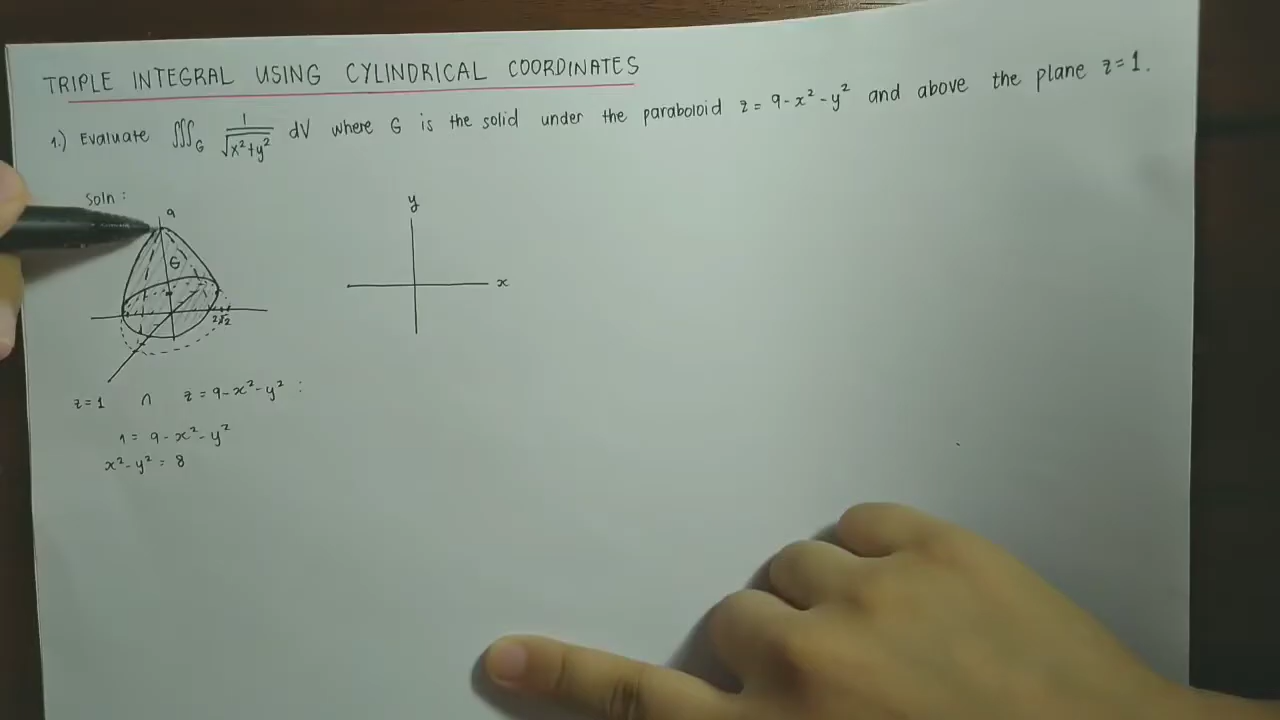 TRIPLE INTEGRAL USING CYLINDRICAL COORDINATES
1.) Evaluate ∭_G 1/√(x²+y²) dV where G is the solid under the paraboloid z = 9-x²-y² and above the plane z=1.
Soln :
9
y
G
x
2√2
z=1 ∩ z = 9-x²-y² :
1 = 9-x²-y²
x²-y² = 8